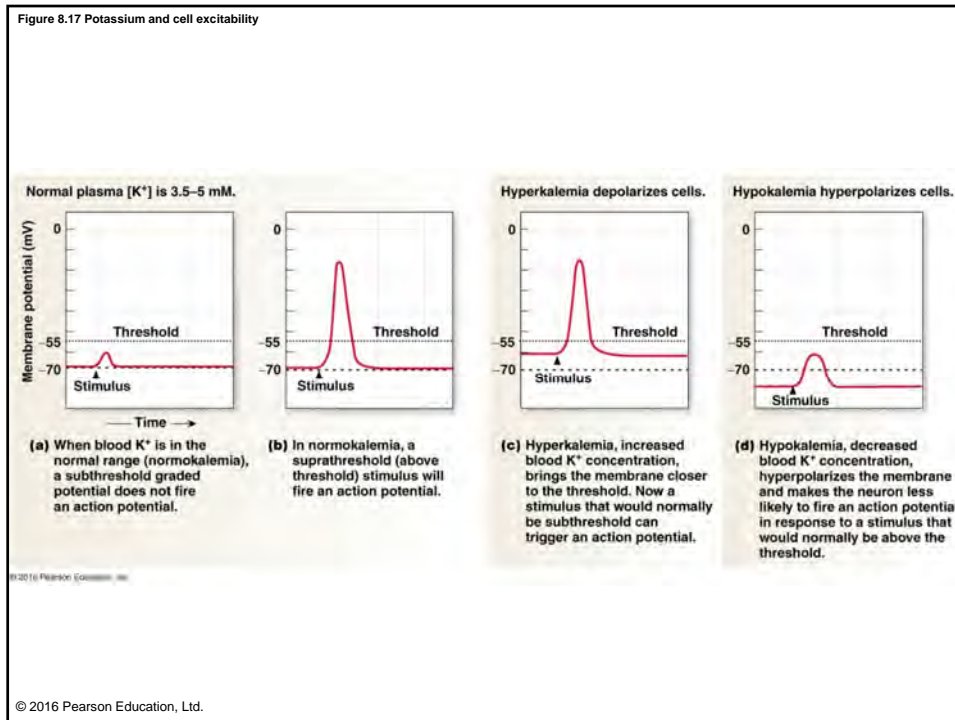 Figure 8.17 Potassium and cell excitability
Normal plasma [K+] is 3.5–5 mM.
Membrane potential (mV)
0
–55
–70
Threshold
Stimulus
Time
(a) When blood K+ is in the
normal range (normokalemia),
a subthreshold graded
potential does not fire
an action potential.
0
–55
–70
Threshold
Stimulus
(b) In normokalemia, a
suprathreshold (above
threshold) stimulus will
fire an action potential.
Hyperkalemia depolarizes cells.
0
–55
–70
Threshold
Stimulus
(c) Hyperkalemia, increased
blood K+ concentration,
brings the membrane closer
to the threshold. Now a
stimulus that would normally
be subthreshold can
trigger an action potential.
Hypokalemia hyperpolarizes cells.
0
–55
–70
Threshold
Stimulus
(d) Hypokalemia, decreased
blood K+ concentration,
hyperpolarizes the membrane
and makes the neuron less
likely to fire an action potentia
in response to a stimulus that
would normally be above the
threshold.
© 2016 Pearson Education,
© 2016 Pearson Education, Ltd.